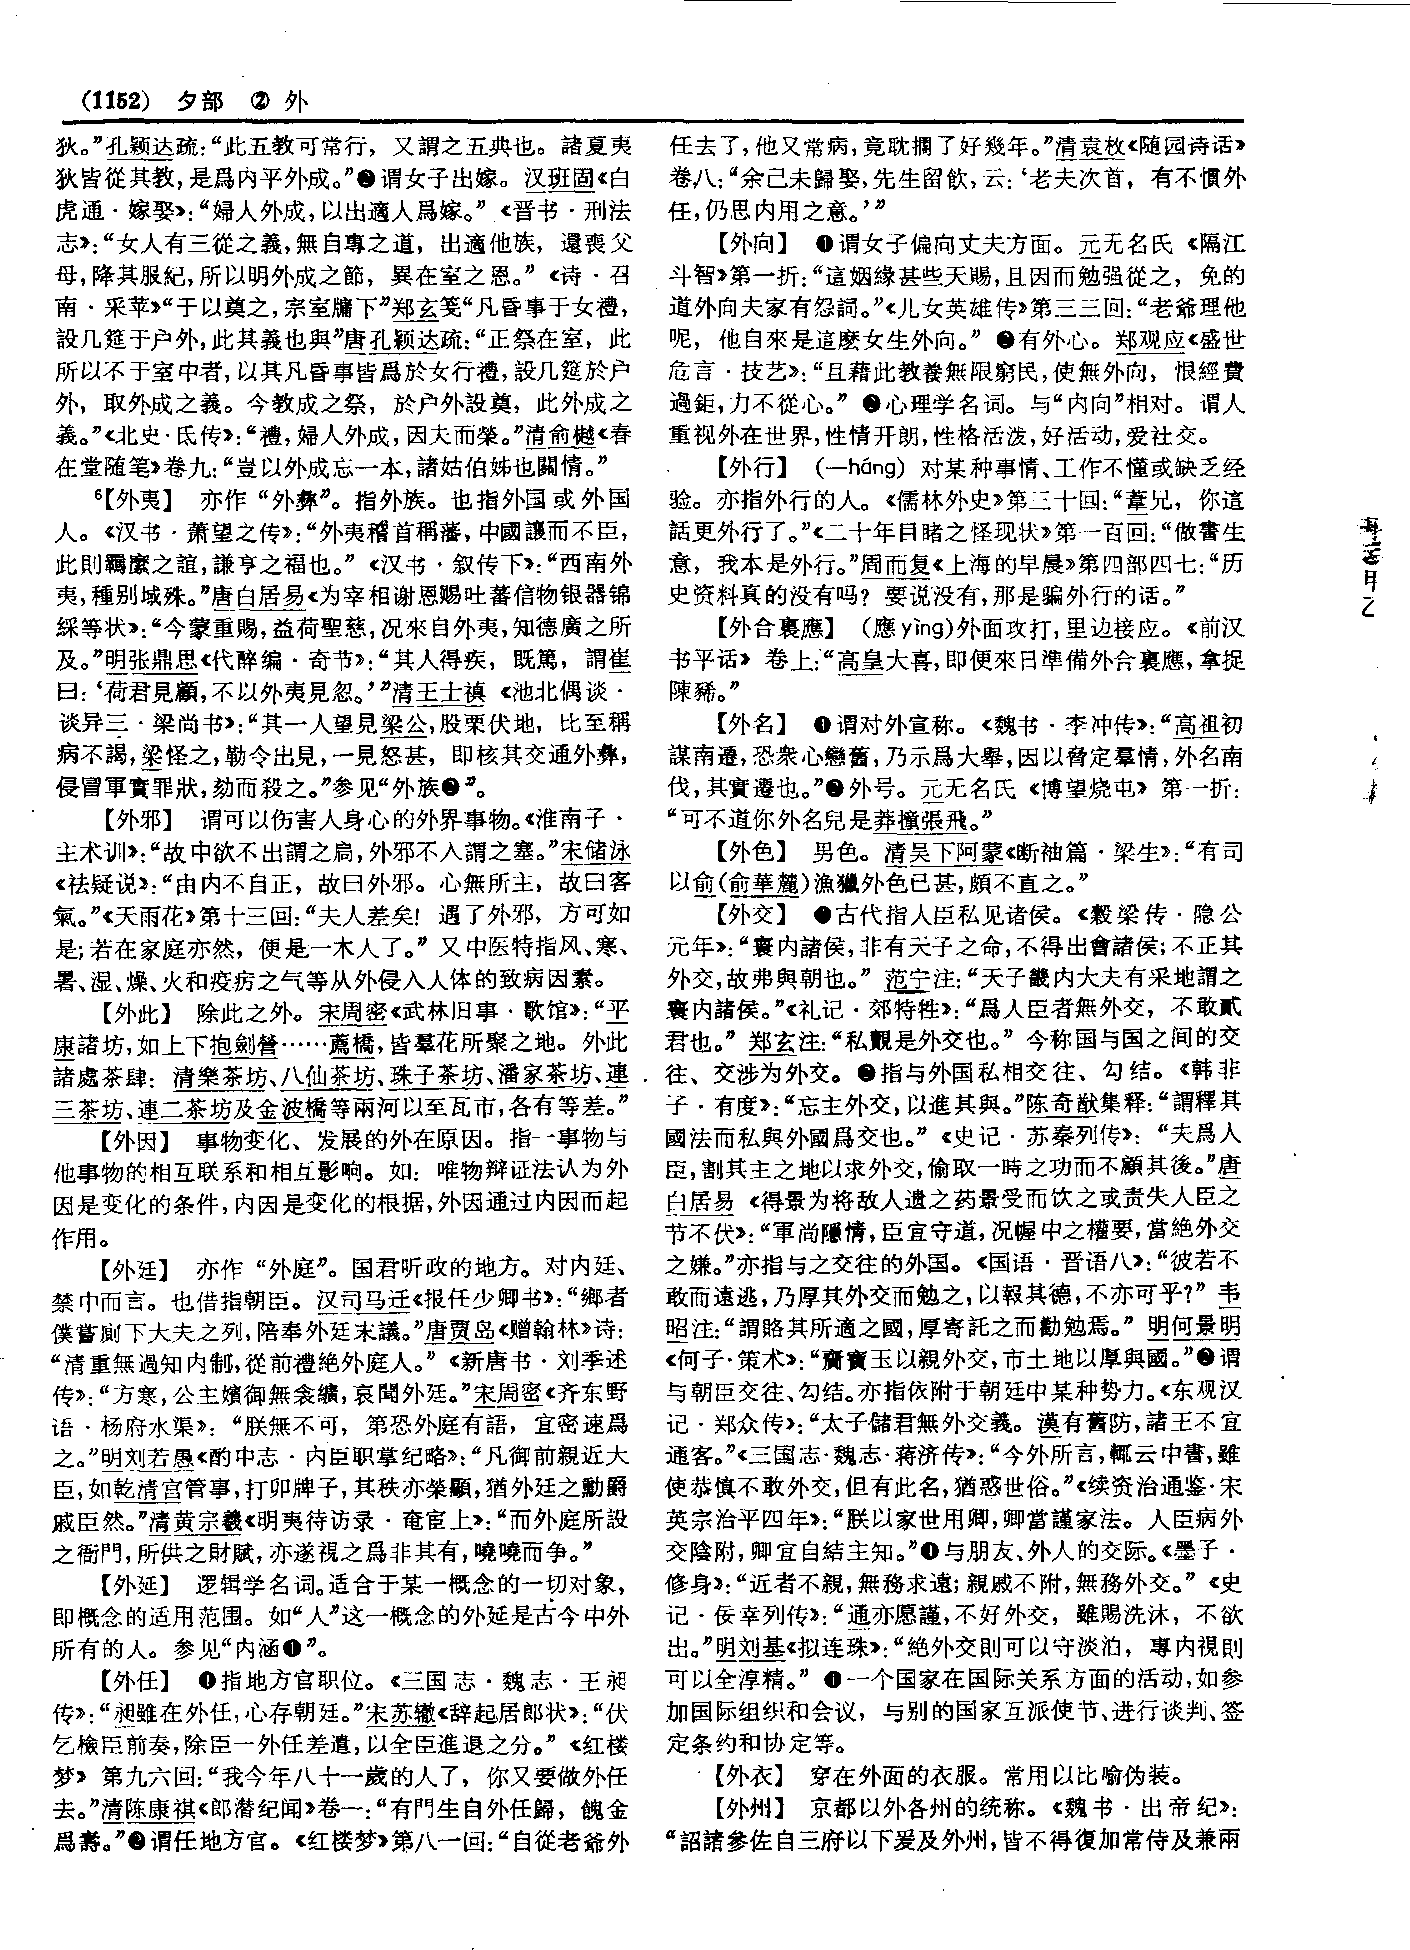 (1152) 夕部 ② 外
狄。”孔颖达疏:“此五教可常行，又謂之五典也。諸夏夷
狄皆從其教,是爲内平外成。”❷谓女子出嫁。汉班固《白
虎通·嫁娶》:“婦人外成,以出適人爲嫁。”《晋书·刑法
志》:“女人有三從之義,無自專之道，出適他族，還喪父
母,降其服紀,所以明外成之節，異在室之恩。”《诗·召
南·采苹》“于以奠之,宗室牖下”郑玄笺“凡昏事于女禮,
設几筵于户外,此其義也與”唐孔颖达疏:“正祭在室，此
所以不于室中者,以其凡昏事皆爲於女行禮,設几筵於户
外，取外成之義。今教成之祭，於户外設奠，此外成之
義。”《北史·氐传》:“禮,婦人外成,因夫而榮。”清俞樾《春
在堂随笔》卷九:“豈以外成忘一本,諸姑伯姊也關情。”
⁶【外夷】 亦作“外彝”。指外族。也指外国或外国
人。《汉书·萧望之传》:“外夷稽首稱藩,中國讓而不臣,
此則羈縻之誼,謙亨之福也。”《汉书·叙传下》:“西南外
夷,種别域殊。”唐白居易《为宰相谢恩赐吐蕃信物银器锦
綵等状》:“今蒙重賜,益荷聖慈,况來自外夷,知德廣之所
及。”明张鼎思《代醉编·奇节》:“其人得疾，既篤，謂崔
曰:‘荷君見顧,不以外夷見忽。’”清王士禛《池北偶谈·
谈异三·梁尚书》:“其一人望見梁公,股栗伏地，比至稱
病不謁,梁怪之,勒令出見,一見怒甚，即核其交通外彝,
侵冒軍實罪狀,劾而殺之。”参见“外族❷”。
【外邪】 谓可以伤害人身心的外界事物。《淮南子·
主术训》:“故中欲不出謂之扃,外邪不入謂之塞。”宋储泳
《祛疑说》:“由内不自正，故曰外邪。心無所主，故曰客
氣。”《天雨花》第十三回:“夫人差矣！遇了外邪，方可如
是;若在家庭亦然，便是一木人了。”又中医特指风、寒、
暑、湿、燥、火和疫疠之气等从外侵入人体的致病因素。
【外此】 除此之外。宋周密《武林旧事·歌馆》:“平
康諸坊,如上下抱劍營……薦橋,皆羣花所聚之地。外此
諸處茶肆：清樂茶坊、八仙茶坊、珠子茶坊、潘家茶坊、連
三茶坊、連二茶坊及金波橋等兩河以至瓦市,各有等差。”
【外因】 事物变化、发展的外在原因。指一事物与
他事物的相互联系和相互影响。如：唯物辩证法认为外
因是变化的条件,内因是变化的根据,外因通过内因而起
作用。
【外廷】 亦作“外庭”。国君听政的地方。对内廷、
禁中而言。也借指朝臣。汉司马迁《报任少卿书》:“鄉者
僕嘗廁下大夫之列,陪奉外廷末議。”唐贾岛《赠翰林》诗:
“清重無過知内制,從前禮絶外庭人。”《新唐书·刘季述
传》:“方寒,公主嬪御無衾纊,哀聞外廷。”宋周密《齐东野
语·杨府水渠》：“朕無不可，第恐外庭有語，宜密速爲
之。”明刘若愚《酌中志·内臣职掌纪略》:“凡御前親近大
臣,如乾清宫管事,打卯牌子,其秩亦榮顯,猶外廷之勳爵
戚臣然。”清黄宗羲《明夷待访录·奄宦上》:“而外庭所設
之衙門,所供之財賦,亦遂視之爲非其有,嘵嘵而争。”
【外延】 逻辑学名词。适合于某一概念的一切对象,
即概念的适用范围。如“人”这一概念的外延是古今中外
所有的人。参见“内涵❶”。
【外任】 ❶指地方官职位。《三国志·魏志·王昶
传》:“昶雖在外任,心存朝廷。”宋苏辙《辞起居郎状》:“伏
乞檢臣前奏,除臣一外任差遣,以全臣進退之分。”《红楼
梦》第九六回:“我今年八十一歲的人了，你又要做外任
去。”清陈康祺《郎潜纪闻》卷一:“有門生自外任歸，餽金
爲壽。”❷谓任地方官。《红楼梦》第八一回:“自從老爺外
任去了,他又常病,竟耽擱了好幾年。”清袁枚《随园诗话》
卷八:“余己未歸娶,先生留飲,云:‘老夫次首，有不慣外
任,仍思内用之意。’”
【外向】 ❶谓女子偏向丈夫方面。元无名氏《隔江
斗智》第一折:“這姻緣甚些天賜,且因而勉强從之，免的
道外向夫家有怨詞。”《儿女英雄传》第三三回:“老爺理他
呢，他自來是這麽女生外向。”❷有外心。郑观应《盛世
危言·技艺》:“且藉此教養無限窮民,使無外向，恨經費
過鉅,力不從心。”❸心理学名词。与“内向”相对。谓人
重视外在世界,性情开朗,性格活泼,好活动,爱社交。
【外行】 (一háng) 对某种事情、工作不懂或缺乏经
验。亦指外行的人。《儒林外史》第三十回:“葦兄，你這
話更外行了。”《二十年目睹之怪现状》第一百回:“做書生
意，我本是外行。”周而复《上海的早晨》第四部四七:“历
史资料真的没有吗？要说没有,那是骗外行的话。”
【外合裏應】 (應yìng)外面攻打,里边接应。《前汉
书平话》卷上:“高皇大喜,即便來日準備外合裏應,拿捉
陳豨。”
【外名】 ❶谓对外宣称。《魏书·李冲传》:“高祖初
謀南遷,恐衆心戀舊,乃示爲大舉,因以脅定羣情,外名南
伐,其實遷也。”❷外号。元无名氏《博望烧屯》第一折:
“可不道你外名兒是莽撞張飛。”
【外色】 男色。清吴下阿蒙《断袖篇·梁生》:“有司
以俞(俞華麓)漁獵外色已甚,頗不直之。”
【外交】 ❶古代指人臣私见诸侯。《穀梁传·隐公
元年》:“寰内諸侯,非有天子之命,不得出會諸侯;不正其
外交,故弗與朝也。”范宁注:“天子畿内大夫有采地謂之
寰内諸侯。”《礼记·郊特牲》:“爲人臣者無外交，不敢貳
君也。”郑玄注:“私覿是外交也。”今称国与国之间的交
往、交涉为外交。❷指与外国私相交往、勾结。《韩非
子·有度》:“忘主外交,以進其與。”陈奇猷集释:“謂釋其
國法而私與外國爲交也。”《史记·苏秦列传》：“夫爲人
臣,割其主之地以求外交,偷取一時之功而不顧其後。”唐
白居易《得景为将敌人遗之药景受而饮之或责失人臣之
节不伏》:“軍尚隱情,臣宜守道,况幄中之權要,當絶外交
之嫌。”亦指与之交往的外国。《国语·晋语八》:“彼若不
敢而遠逃,乃厚其外交而勉之,以報其德,不亦可乎？”韦
昭注:“謂賂其所適之國,厚寄託之而勸勉焉。”明何景明
《何子·策术》:“齎寶玉以親外交,市土地以厚與國。”❸谓
与朝臣交往、勾结。亦指依附于朝廷中某种势力。《东观汉
记·郑众传》:“太子儲君無外交義。漢有舊防,諸王不宜
通客。”《三国志·魏志·蒋济传》:“今外所言,輒云中書,雖
使恭慎不敢外交,但有此名,猶惑世俗。”《续资治通鉴·宋
英宗治平四年》:“朕以家世用卿,卿當謹家法。人臣病外
交陰附,卿宜自結主知。”❹与朋友、外人的交际。《墨子·
修身》:“近者不親,無務求遠;親戚不附,無務外交。”《史
记·佞幸列传》:“通亦愿謹,不好外交，雖賜洗沐，不欲
出。”明刘基《拟连珠》:“絶外交則可以守淡泊，專内視則
可以全淳精。”❺一个国家在国际关系方面的活动,如参
加国际组织和会议，与别的国家互派使节、进行谈判、签
定条约和协定等。
【外衣】 穿在外面的衣服。常用以比喻伪装。
【外州】 京都以外各州的统称。《魏书·出帝纪》:
“詔諸參佐自三府以下爰及外州,皆不得復加常侍及兼兩